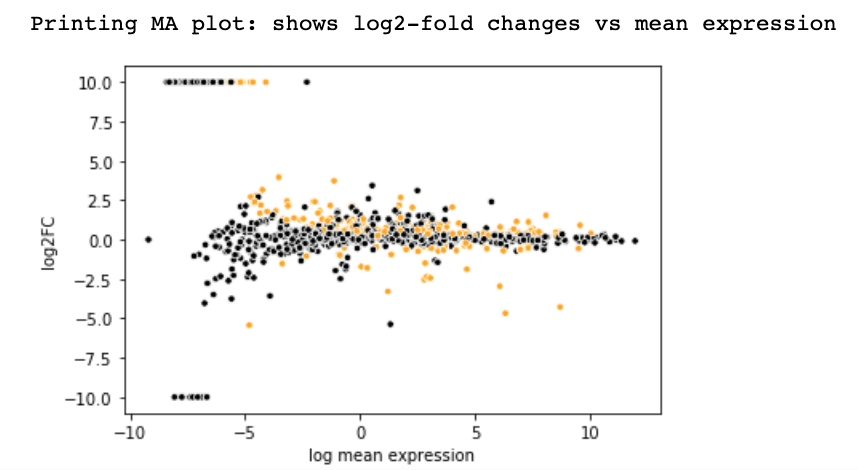 Printing MA plot: shows log2-fold changes vs mean expression
10.0
7.5
5.0
2.5
0.0
−2.5
−5.0
−7.5
−10.0
log2FC
−10 −5 0 5 10
log mean expression